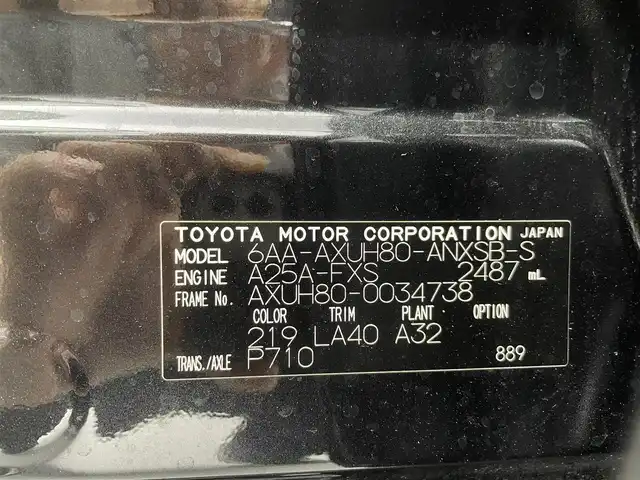 TOYOTA MOTOR CORPORATION JAPAN
MODEL 6AA-AXUH80-ANXSB-S
ENGINE A25A-FXS 2487 mL
FRAME No. AXUH80-0034738
COLOR TRIM PLANT OPTION
219 LA40 A32
TRANS./AXLE P710 889